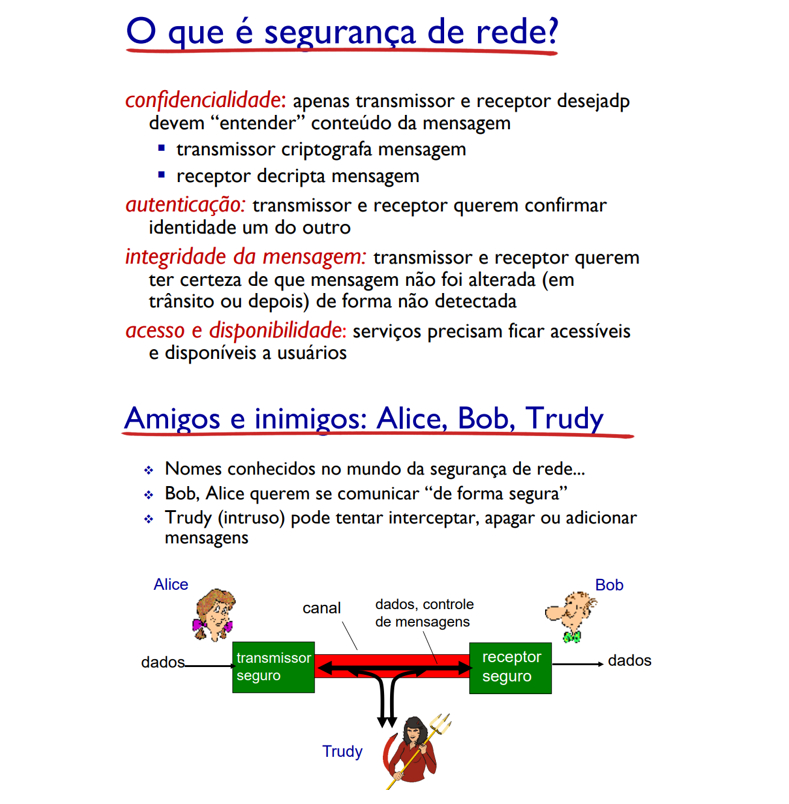 O que é segurança de rede?
confidencialidade: apenas transmissor e receptor desejadp
devem “entender” conteúdo da mensagem
▪ transmissor criptografa mensagem
▪ receptor decripta mensagem
autenticação: transmissor e receptor querem confirmar
identidade um do outro
integridade da mensagem: transmissor e receptor querem
ter certeza de que mensagem não foi alterada (em
trânsito ou depois) de forma não detectada
acesso e disponibilidade: serviços precisam ficar acessíveis
e disponíveis a usuários
Amigos e inimigos: Alice, Bob, Trudy
❖ Nomes conhecidos no mundo da segurança de rede...
❖ Bob, Alice querem se comunicar “de forma segura”
❖ Trudy (intruso) pode tentar interceptar, apagar ou adicionar
mensagens
Alice
Bob
canal
dados, controle
de mensagens
dados
transmissor
seguro
receptor
seguro
dados
Trudy